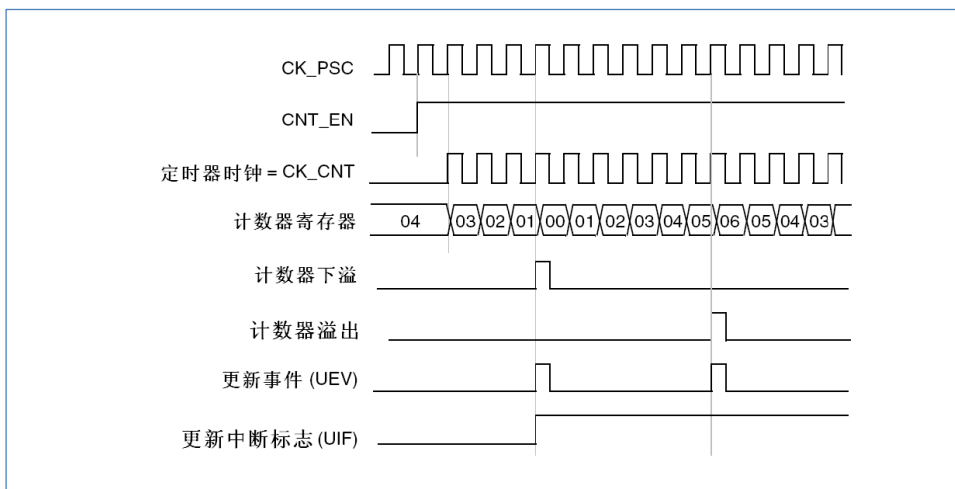 CK_PSC
CNT_EN
定时器时钟 = CK_CNT
计数器寄存器 04 03 02 01 00 01 02 03 04 05 06 05 04 03
计数器下溢
计数器溢出
更新事件 (UEV)
更新中断标志 (UIF)